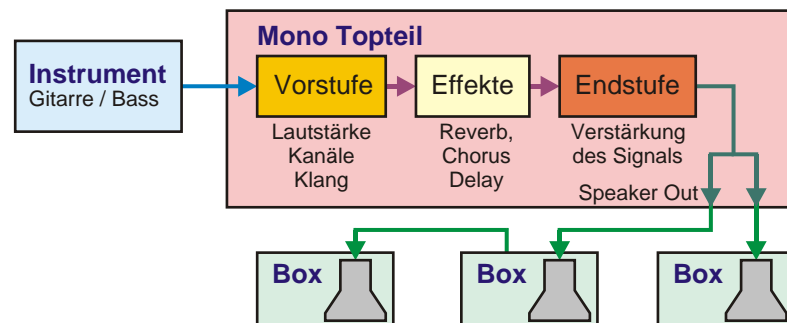 Mono Topteil
Instrument
Gitarre / Bass
Vorstufe
Effekte
Endstufe
Lautstärke
Kanäle
Klang
Reverb,
Chorus
Delay
Verstärkung
des Signals
Speaker Out
Box
Box
Box